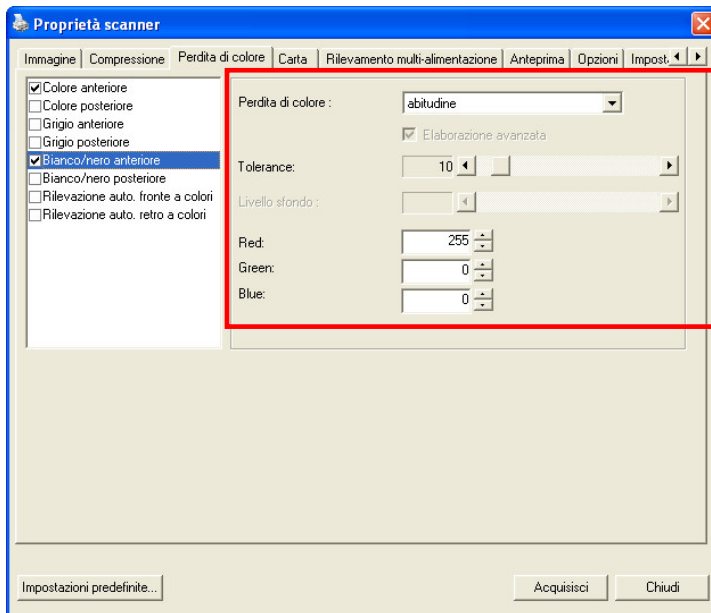 Proprietà scanner
Immagine Compressione Perdita di colore Carta Rilevamento multi-alimentazione Anteprima Opzioni Impost
Colore anteriore
Colore posteriore
Grigio anteriore
Grigio posteriore
Bianco/nero anteriore
Bianco/nero posteriore
Rilevazione auto. fronte a colori
Rilevazione auto. retro a colori
Perdita di colore : abitudine
Elaborazione avanzata
Tolerance: 10
Livello sfondo :
Red: 255
Green: 0
Blue: 0
Impostazioni predefinite... Acquisisci Chiudi